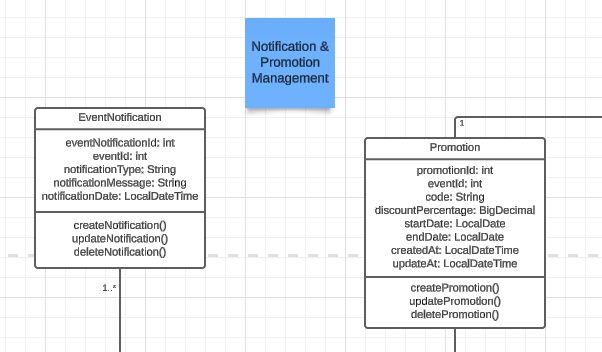 Notification &
Promotion
Management
EventNotification
eventNotificationId: int
eventId: int
notificationType: String
notificationMessage: String
notificationDate: LocalDateTime
createNotification()
updateNotification()
deleteNotification()
1..*
1
Promotion
promotionId: int
eventId: int
code: String
discountPercentage: BigDecimal
startDate: LocalDate
endDate: LocalDate
createdAt: LocalDateTime
updateAt: LocalDateTime
createPromotion()
updatePromotion()
deletePromotion()